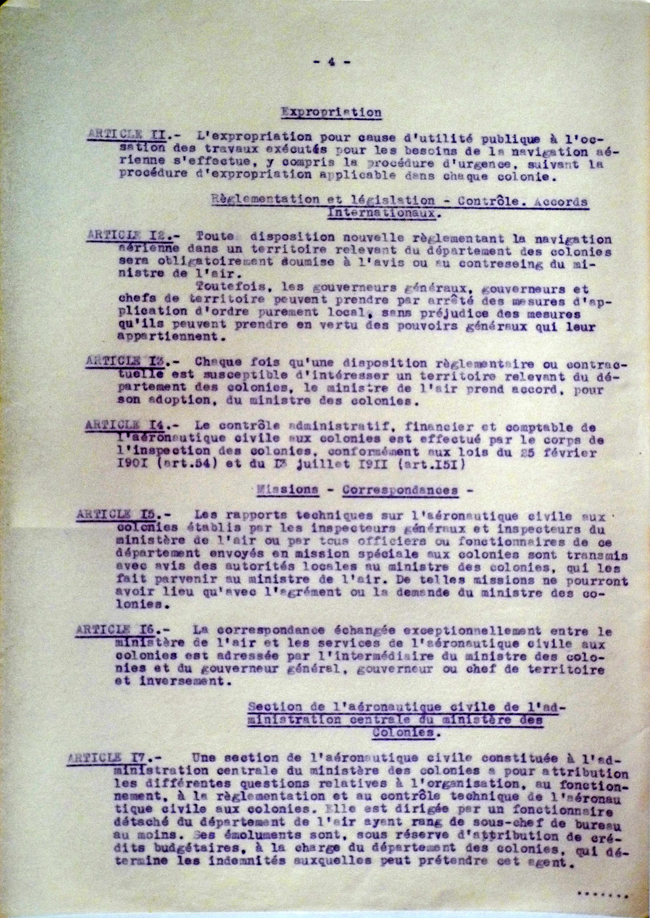 - 4 -
Expropriation
ARTICLE II.- L'expropriation pour cause d'utilité publique à l'oc-
sation des travaux exécutés pour les besoins de la navigation aé-
rienne s'effectue, y compris la procédure d'urgence, suivant la
procédure d'expropriation applicable dans chaque colonie.
Règlementation et législation - Contrôle. Accords
Internationaux.
ARTICLE I2.- Toute disposition nouvelle règlementant la navigation
aérienne dans un territoire relevant du département des colonies
sera obligatoirement soumise à l'avis ou au contreseing du mi-
nistre de l'air.
Toutefois, les gouverneurs généraux, gouverneurs et
chefs de territoire peuvent prendre par arrêté des mesures d'ap-
plication d'ordre purement local, sans préjudice des mesures
qu'ils peuvent prendre en vertu des pouvoirs généraux qui leur
appartiennent.
ARTICLE I3.- Chaque fois qu'une disposition règlementaire ou contrac-
tuelle est susceptible d'intéresser un territoire relevant du dé-
partement des colonies, le ministre de l'air prend accord, pour
son adoption, du ministre des colonies.
ARTICLE I4.- Le contrôle administratif, financier et comptable de
l'aéronautique civile aux colonies est effectué par le corps de
l'inspection des colonies, conformément aux lois du 25 février
I90I (art.54) et du I3 juillet I9II (art.I5I)
Missions - Correspondances -
ARTICLE I5.- Les rapports techniques sur l'aéronautique civile aux
colonies établis par les inspecteurs généraux et inspecteurs du
ministère de l'air ou par tous officiers ou fonctionnaires de ce
département envoyés en mission spéciale aux colonies sont transmis
avec avis des autorités locales au ministre des colonies, qui les
fait parvenir au ministre de l'air. De telles missions ne pourront
avoir lieu qu'avec l'agrément ou la demande du ministre des co-
lonies.
ARTICLE I6.- La correspondance échangée exceptionnellement entre le
ministère de l'air et les services de l'aéronautique civile aux
colonies est adressée par l'intermédiaire du ministre des colo-
nies et du gouverneur général, gouverneur ou chef de territoire
et inversement.
Section de l'aéronautique civile de l'ad-
ministration centrale du ministère des
Colonies.
ARTICLE I7.- Une section de l'aéronautique civile constituée à l'ad-
ministration centrale du ministère des colonies a pour attribution
les différentes questions relatives à l'organisation, au fonction-
nement, à la règlementation et au contrôle technique de l'aéronau
tique civile aux colonies. Elle est dirigée par un fonctionnaire
détaché du département de l'air ayant rang de sous-chef de bureau
au moins. Ses émoluments sont, sous réserve d'attribution de cré-
dits budgétaires, à la charge du département des colonies, qui dé-
termine les indemnités auxquelles peut prétendre cet agent.
.......